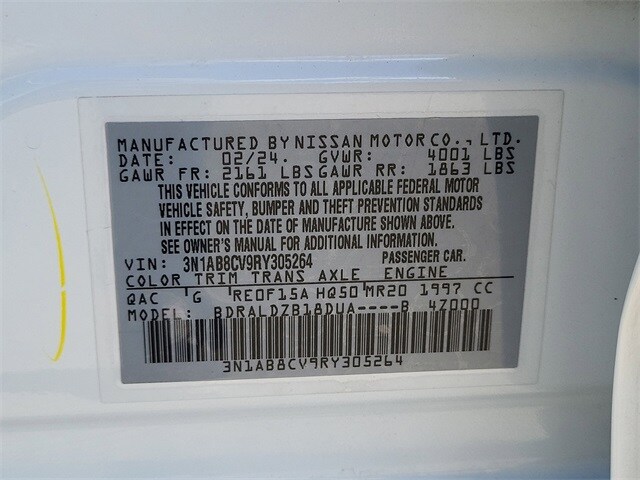 MANUFACTURED BY NISSAN MOTOR CO., LTD.
DATE: 02/24. GVWR: 4001 LBS
GAWR FR: 2161 LBS GAWR RR: 1863 LBS
THIS VEHICLE CONFORMS TO ALL APPLICABLE FEDERAL MOTOR
VEHICLE SAFETY, BUMPER AND THEFT PREVENTION STANDARDS
IN EFFECT ON THE DATE OF MANUFACTURE SHOWN ABOVE.
SEE OWNER'S MANUAL FOR ADDITIONAL INFORMATION.
VIN: 3N1AB8CV9RY305264 PASSENGER CAR.
COLOR TRIM TRANS AXLE ENGINE
QAC G RE0F15A HQ50 MR20 1997 CC
MODEL: BDRALDZB18DUA----B 47000
3N1AB8CV9RY305264